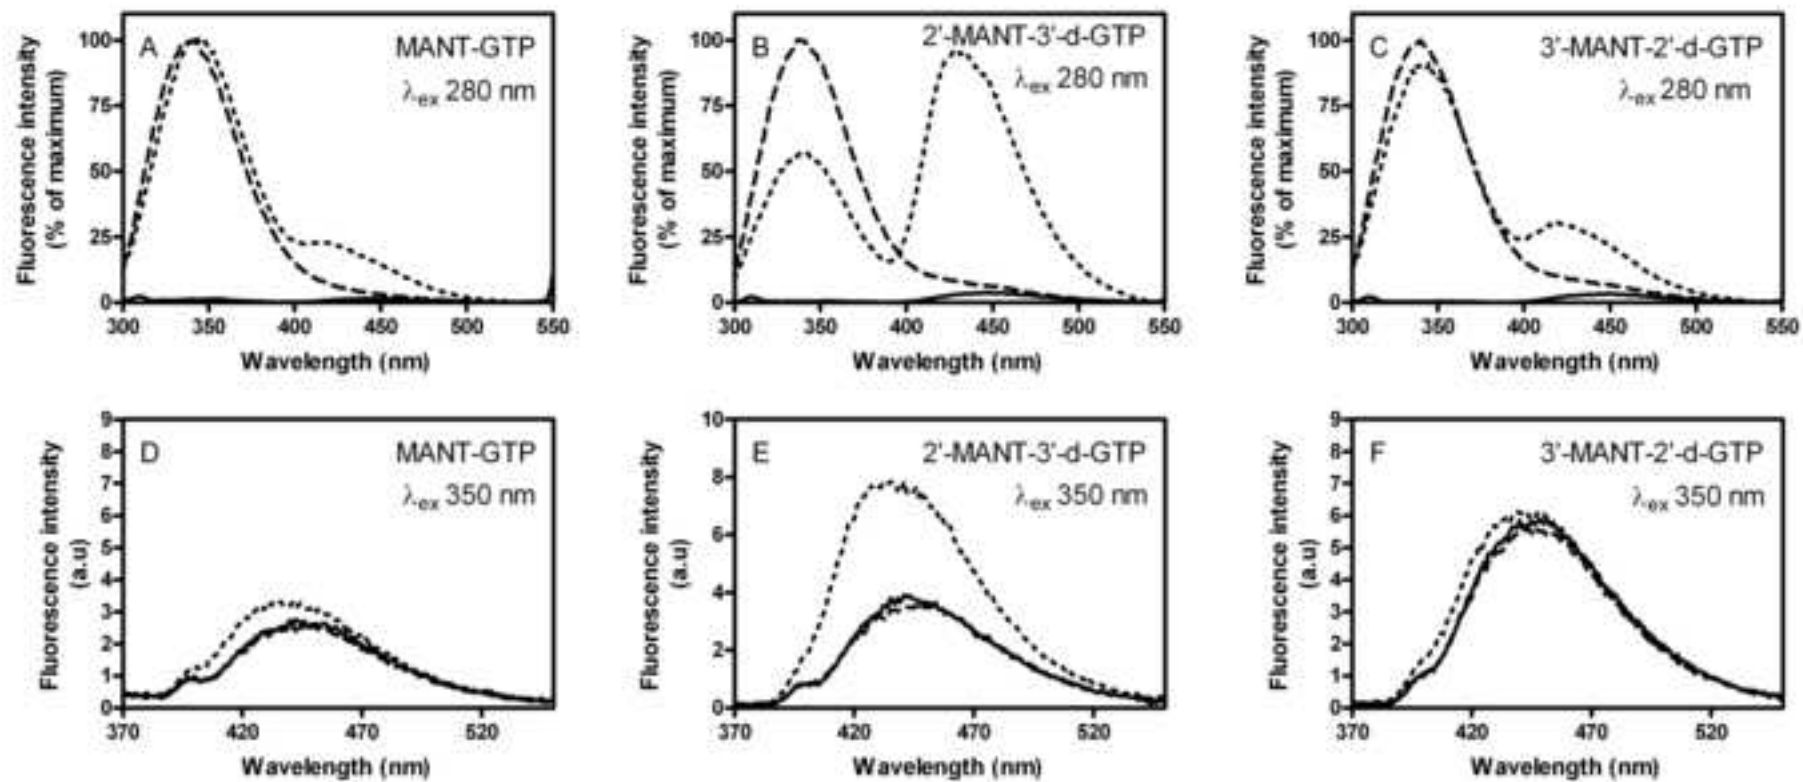 A
MANT-GTP
λex 280 nm
Fluorescence intensity
(% of maximum)
100
75
50
25
0
300 350 400 450 500 550
Wavelength (nm)
B
2'-MANT-3'-d-GTP
λex 280 nm
Fluorescence intensity
(% of maximum)
100
75
50
25
0
300 350 400 450 500 550
Wavelength (nm)
C
3'-MANT-2'-d-GTP
λex 280 nm
Fluorescence intensity
(% of maximum)
100
75
50
25
0
300 350 400 450 500 550
Wavelength (nm)
D
MANT-GTP
λex 350 nm
Fluorescence intensity
(a.u)
9
8
7
6
5
4
3
2
1
0
370 420 470 520
Wavelength (nm)
E
2'-MANT-3'-d-GTP
λex 350 nm
Fluorescence intensity
(a.u)
10
8
6
4
2
0
370 420 470 520
Wavelength (nm)
F
3'-MANT-2'-d-GTP
λex 350 nm
Fluorescence intensity
(a.u)
9
8
7
6
5
4
3
2
1
0
370 420 470 520
Wavelength (nm)